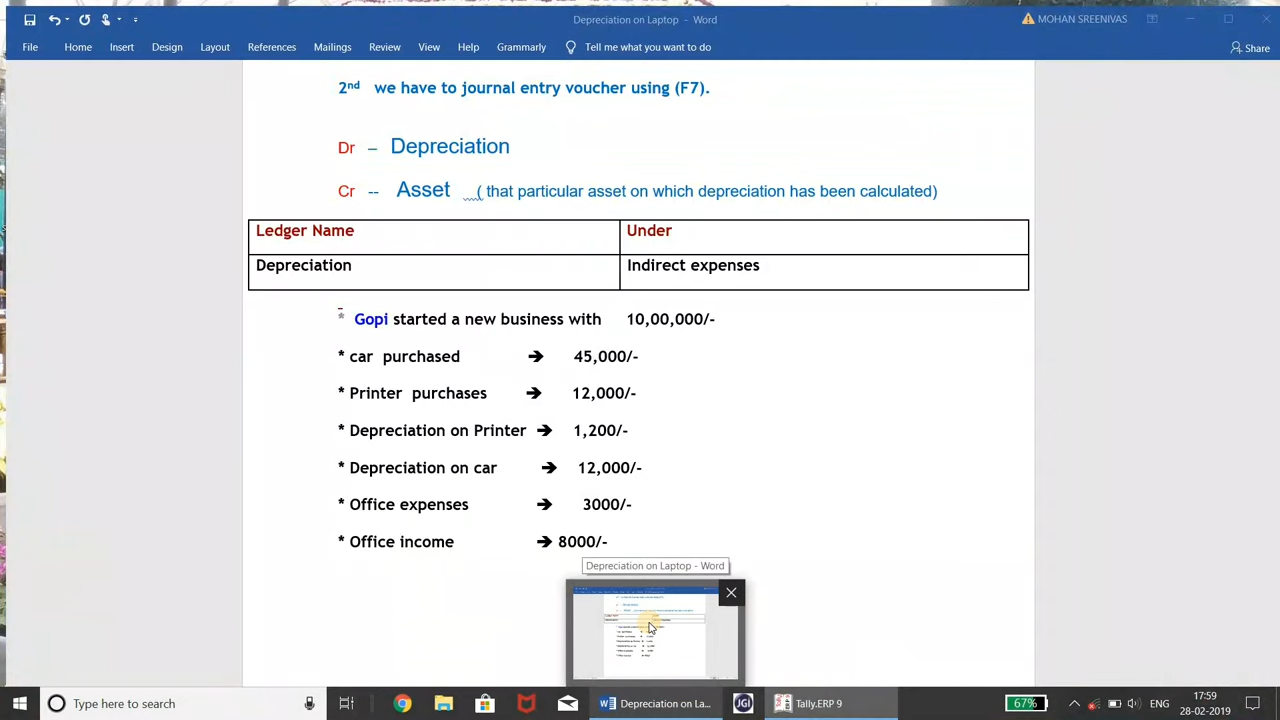 Depreciation on Laptop - Word
MOHAN SREENIVAS
File Home Insert Design Layout References Mailings Review View Help Grammarly Tell me what you want to do Share
2nd we have to journal entry voucher using (F7).
Dr – Depreciation
Cr -- Asset ( that particular asset on which depreciation has been calculated)
Ledger Name Under
Depreciation Indirect expenses
* Gopi started a new business with 10,00,000/-
* car purchased ➔ 45,000/-
* Printer purchases ➔ 12,000/-
* Depreciation on Printer ➔ 1,200/-
* Depreciation on car ➔ 12,000/-
* Office expenses ➔ 3000/-
* Office income ➔ 8000/-
Depreciation on Laptop - Word
Type here to search
Depreciation on La...
JGI
Tally.ERP 9
67%
ENG
17:59
28-02-2019